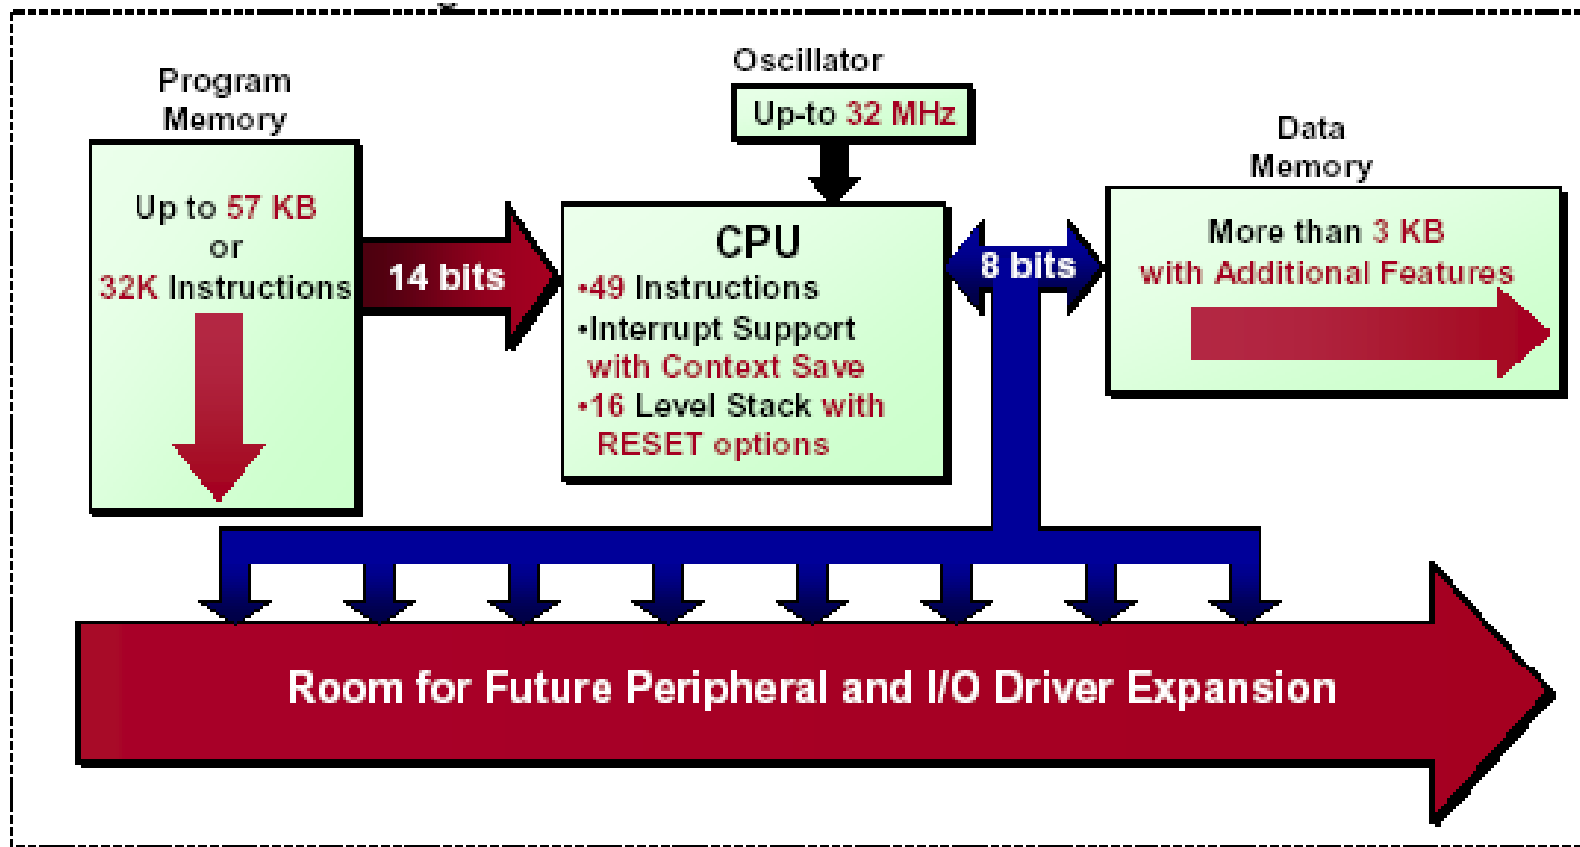 Program
Memory
Up to 57 KB
or
32K Instructions
14 bits
Oscillator
Up-to 32 MHz
CPU
•49 Instructions
•Interrupt Support
with Context Save
•16 Level Stack with
RESET options
8 bits
Data
Memory
More than 3 KB
with Additional Features
Room for Future Peripheral and I/O Driver Expansion